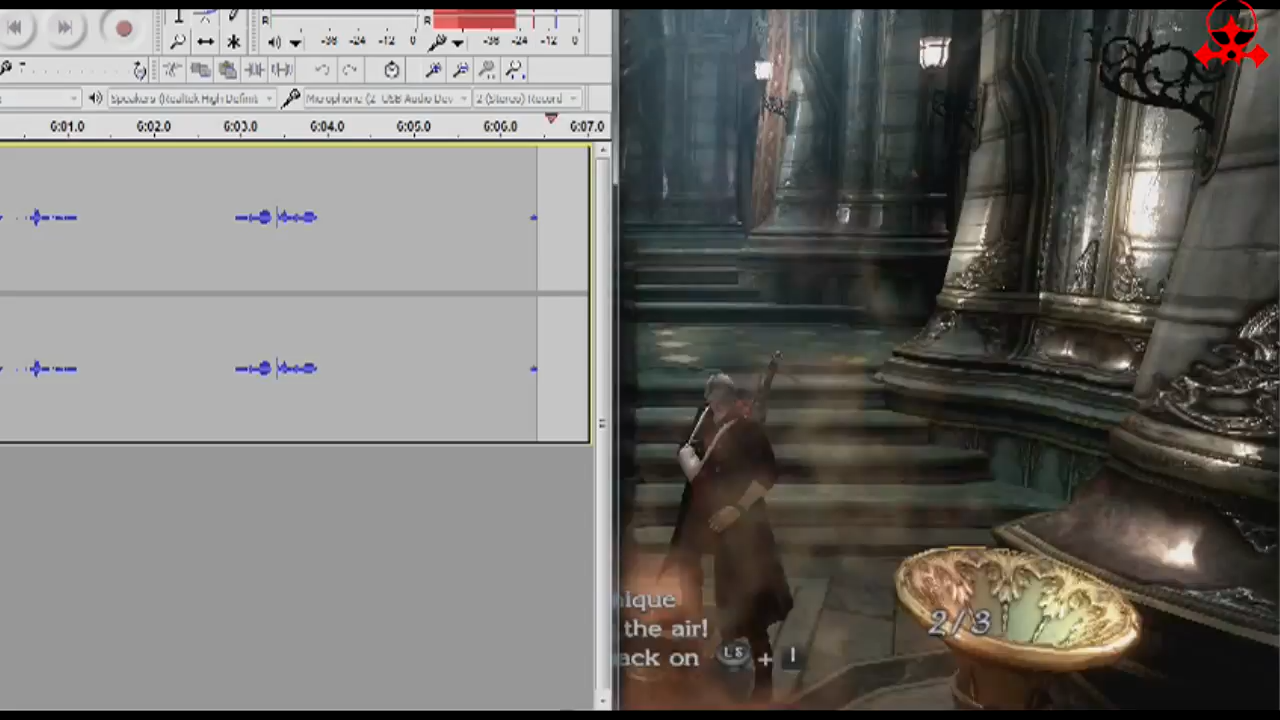 R
R
-36 -24 -12 0
-36 -24 -12 0
Speakers (Realtek High Definit
Microphone (2- USB Audio Dev
2 (Stereo) Record
6:01.0 6:02.0 6:03.0 6:04.0 6:05.0 6:06.0 6:07.0
nique
the air!
ack on LS +
2/3